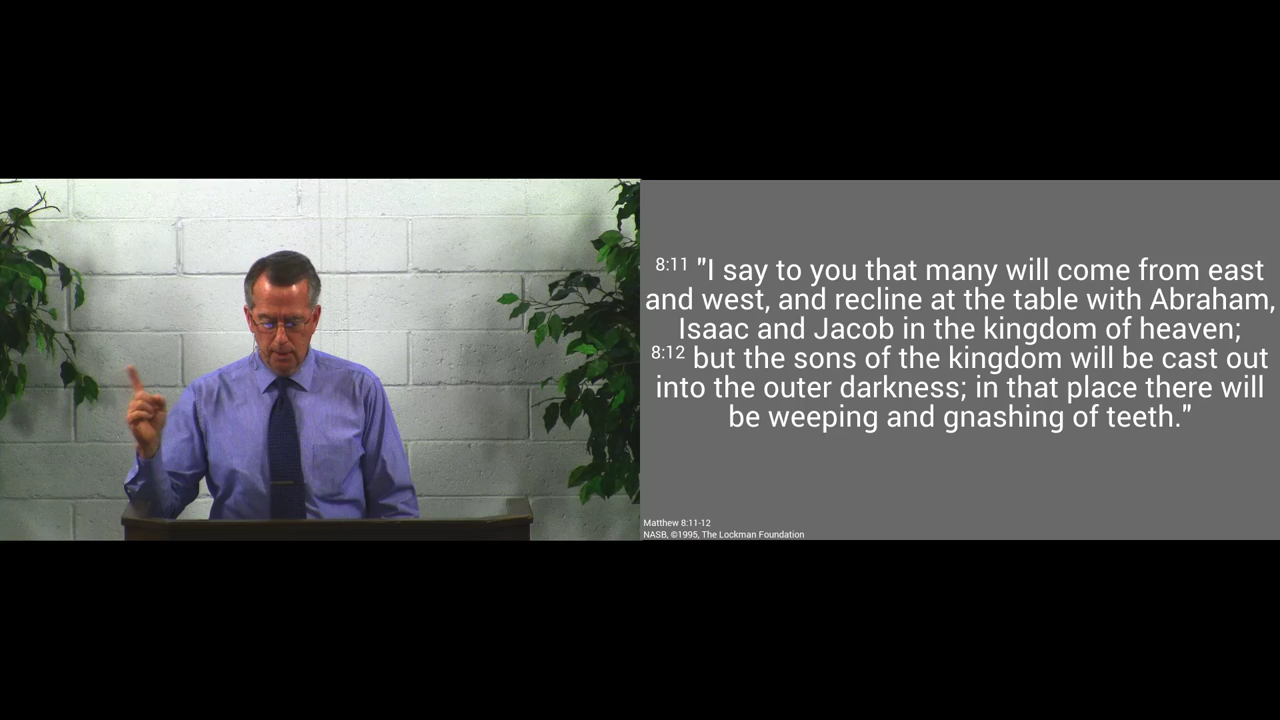 8:11 "I say to you that many will come from east
and west, and recline at the table with Abraham,
Isaac and Jacob in the kingdom of heaven;
8:12 but the sons of the kingdom will be cast out
into the outer darkness; in that place there will
be weeping and gnashing of teeth."
Matthew 8:11-12
NASB, ©1995, The Lockman Foundation